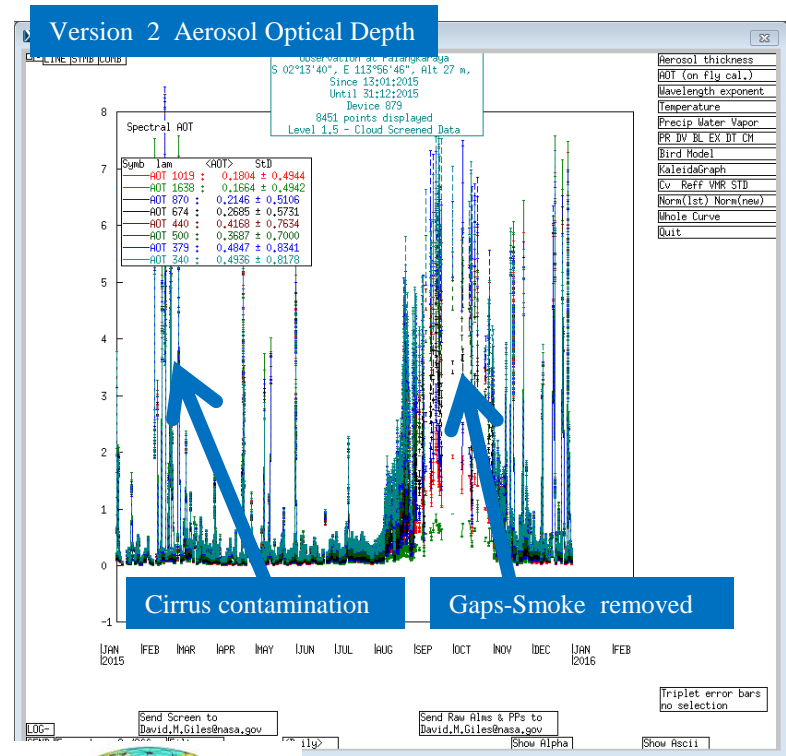 Version 2 Aerosol Optical Depth
LINE SYMB COMB
Observation at Palangkaraya
S 02°13'40", E 113°56'46", Alt 27 m,
Since 13:01:2015
Until 31:12:2015
Device 879
8451 points displayed
Level 1.5 - Cloud Screened Data
Aerosol thickness
AOT (on fly cal.)
Wavelength exponent
Temperature
Precip Water Vapor
PR DV BL EX DT CM
Bird Model
KaleidaGraph
Cv Reff VMR STD
Norm(lst) Norm(new)
Whole Curve
Quit
Spectral AOT
Symb lam <AOT> StD
AOT 1019 : 0.1804 ± 0.4944
AOT 1638 : 0.1664 ± 0.4942
AOT 870 : 0.2146 ± 0.5106
AOT 674 : 0.2685 ± 0.5731
AOT 440 : 0.4168 ± 0.7634
AOT 500 : 0.3687 ± 0.7000
AOT 379 : 0.4847 ± 0.8341
AOT 340 : 0.4936 ± 0.8178
8
7
6
5
4
3
2
1
0
-1
Cirrus contamination
Gaps-Smoke removed
JAN FEB MAR APR MAY JUN JUL AUG SEP OCT NOV DEC JAN FEB
2015 2016
Triplet error bars
no selection
Send Screen to
David.M.Giles@nasa.gov
Send Raw Alms & PPs to
David.M.Giles@nasa.gov
LOG-
Show Alpha
Show Ascii